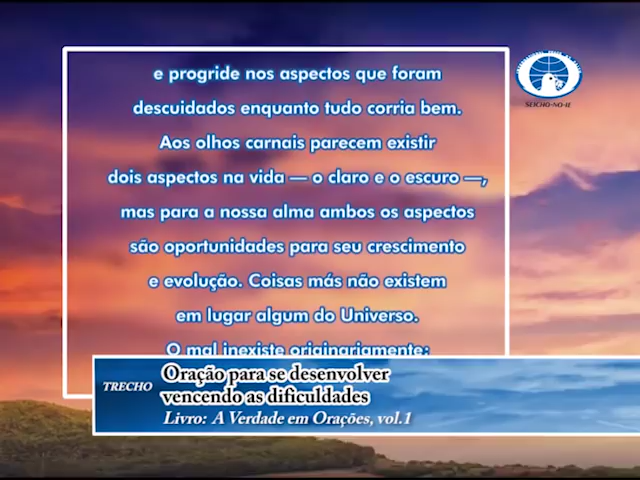 e progride nos aspectos que foram
descuidados enquanto tudo corria bem.
Aos olhos carnais parecem existir
dois aspectos na vida — o claro e o escuro —,
mas para a nossa alma ambos os aspectos
são oportunidades para seu crescimento
e evolução. Coisas más não existem
em lugar algum do Universo.
O mal inexiste originariamente;
TRECHO
Oração para se desenvolver
vencendo as dificuldades
Livro: A Verdade em Orações, vol.1
SEICHO-NO-IE